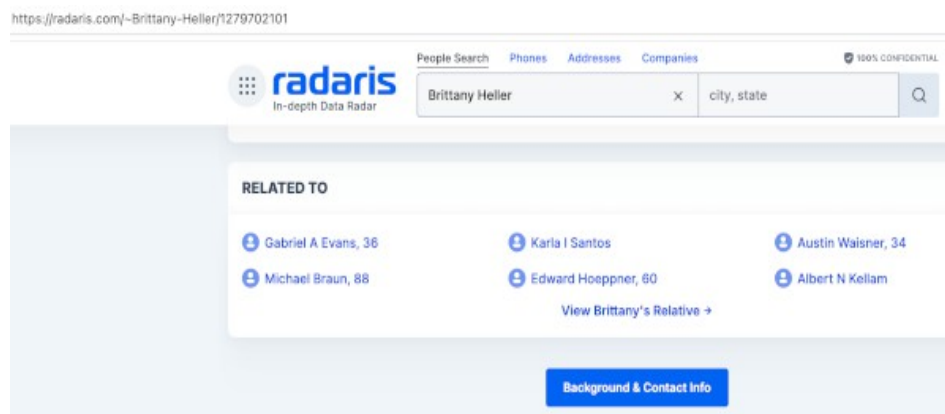 https://radaris.com/~Brittany-Heller/1279702101
People Search Phones Addresses Companies 100% CONFIDENTIAL
radaris
In-depth Data Radar
Brittany Heller × city, state
RELATED TO
Gabriel A Evans, 36 Karla I Santos Austin Waisner, 34
Michael Braun, 88 Edward Hoeppner, 60 Albert N Kellam
View Brittany's Relative →
Background & Contact Info